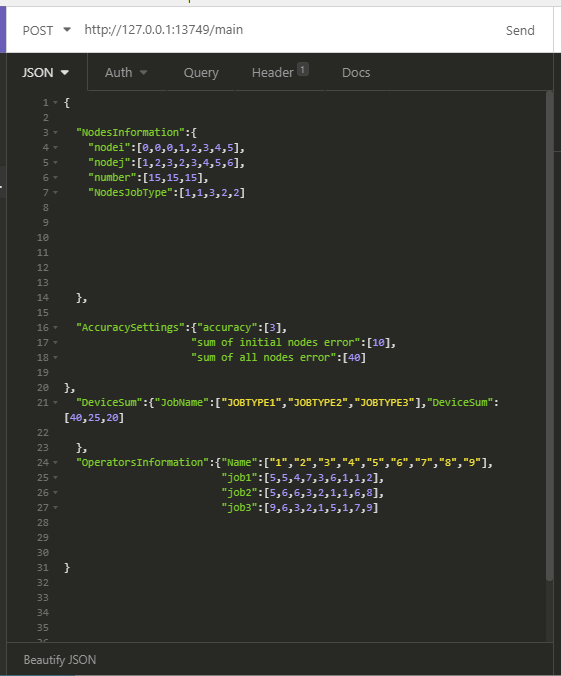 POST http://127.0.0.1:13749/main Send
JSON Auth Query Header 1 Docs
1 {
2
3 "NodesInformation":{
4 "nodei":[0,0,0,1,2,3,4,5],
5 "nodej":[1,2,3,2,3,4,5,6],
6 "number":[15,15,15],
7 "NodesJobType":[1,1,3,2,2]
8
9
10
11
12
13
14 },
15
16 "AccuracySettings":{"accuracy":[3],
17 "sum of initial nodes error":[10],
18 "sum of all nodes error":[40]
19
20 },
21 "DeviceSum":{"JobName":["JOBTYPE1","JOBTYPE2","JOBTYPE3"],"DeviceSum":
[40,25,20]
22
23 },
24 "OperatorsInformation":{"Name":["1","2","3","4","5","6","7","8","9"],
25 "job1":[5,5,4,7,3,6,1,1,2],
26 "job2":[5,6,6,3,2,1,1,6,8],
27 "job3":[9,6,3,2,1,5,1,7,9]
28
29
30
31 }
32
33
34
35
36
Beautify JSON